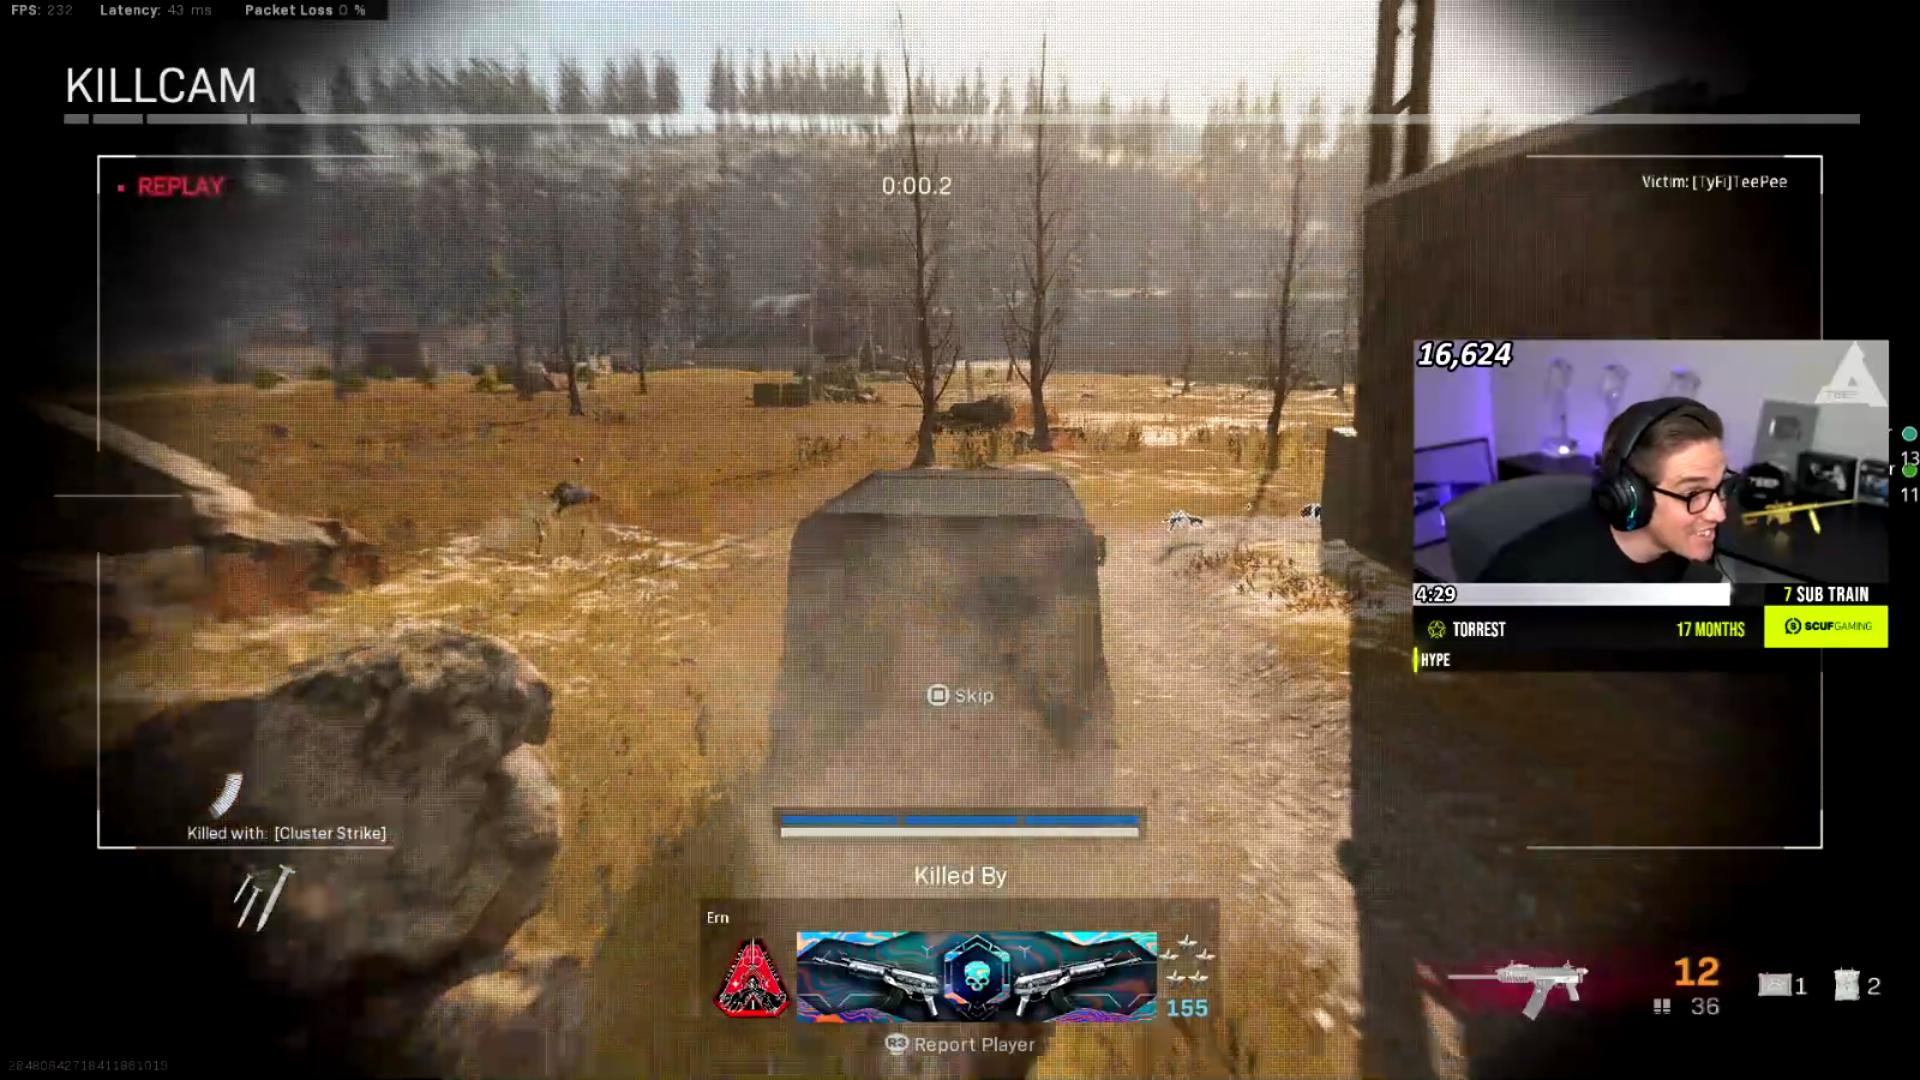 FPS: 232 Latency: 43 ms Packet Loss 0 %
KILLCAM
REPLAY
0:00.2
Victim: [TyFi]TeePee
16,624
13
11
4:29
7 SUB TRAIN
TORREST
17 MONTHS
SCUFGAMING
HYPE
Skip
Killed with: [Cluster Strike]
Killed By
Ern
155
12
36
1
2
R3 Report Player